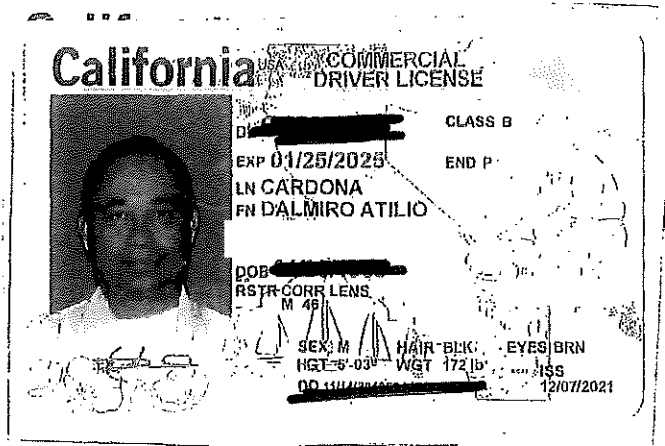 California
USA
COMMERCIAL
DRIVER LICENSE
CLASS B
EXP 01/25/2025
END P
LN CARDONA
FN DALMIRO ATILIO
DOB
RSTR CORR LENS
M 46
SEX M HAIR BLK EYES BRN
HGT 5'-03" WGT 172 lb
ISS
DD
12/07/2021